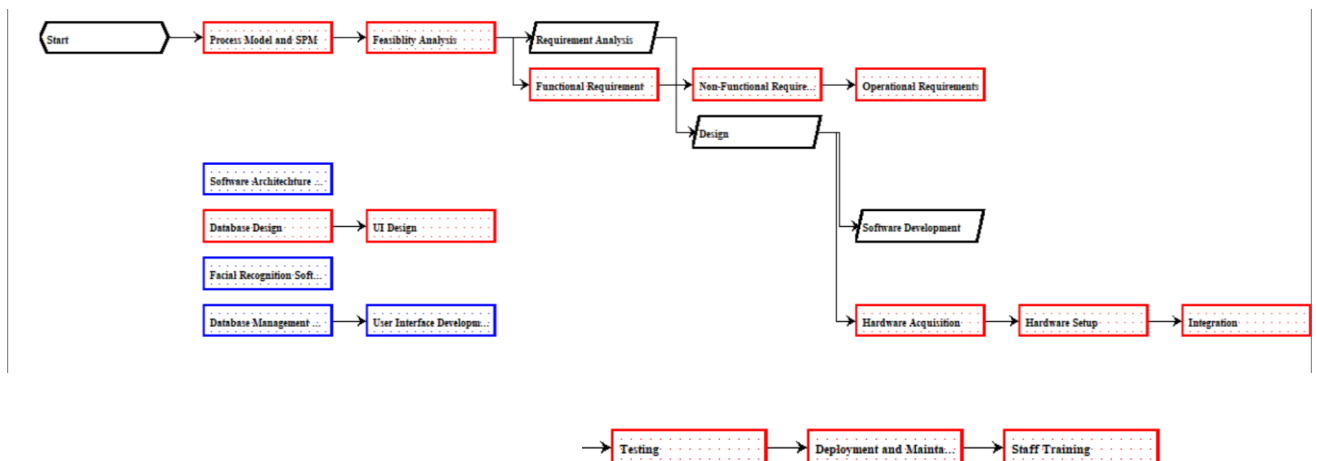 Start
Process Model and SPM
Feasiblity Analysis
Requirement Analysis
Functional Requirement
Non-Functional Require...
Operational Requirements
Design
Software Architechture ...
Database Design
UI Design
Software Development
Facial Recognition Soft...
Database Management ...
User Interface Developm...
Hardware Acquisition
Hardware Setup
Integration
Testing
Deployment and Mainta...
Staff Training